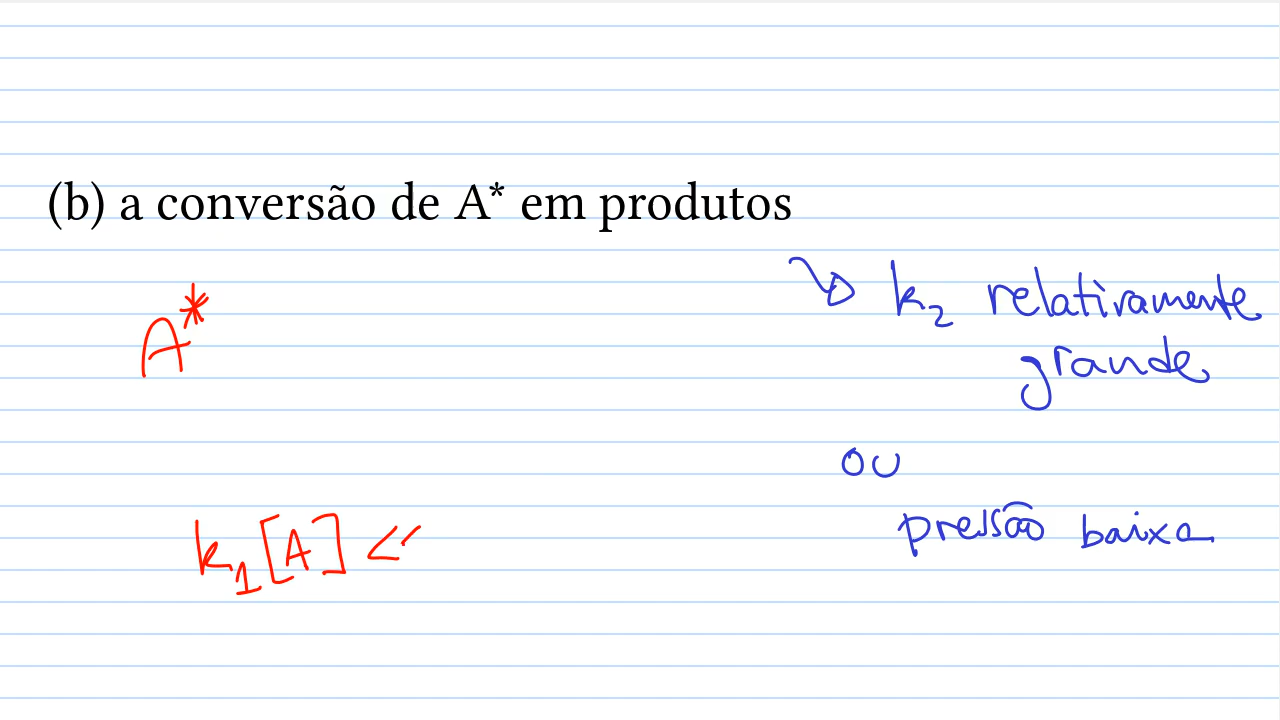 (b) a conversão de A* em produtos
k₂ relativamente
grande
A*
ou
pressão baixa
k₁[A] <<